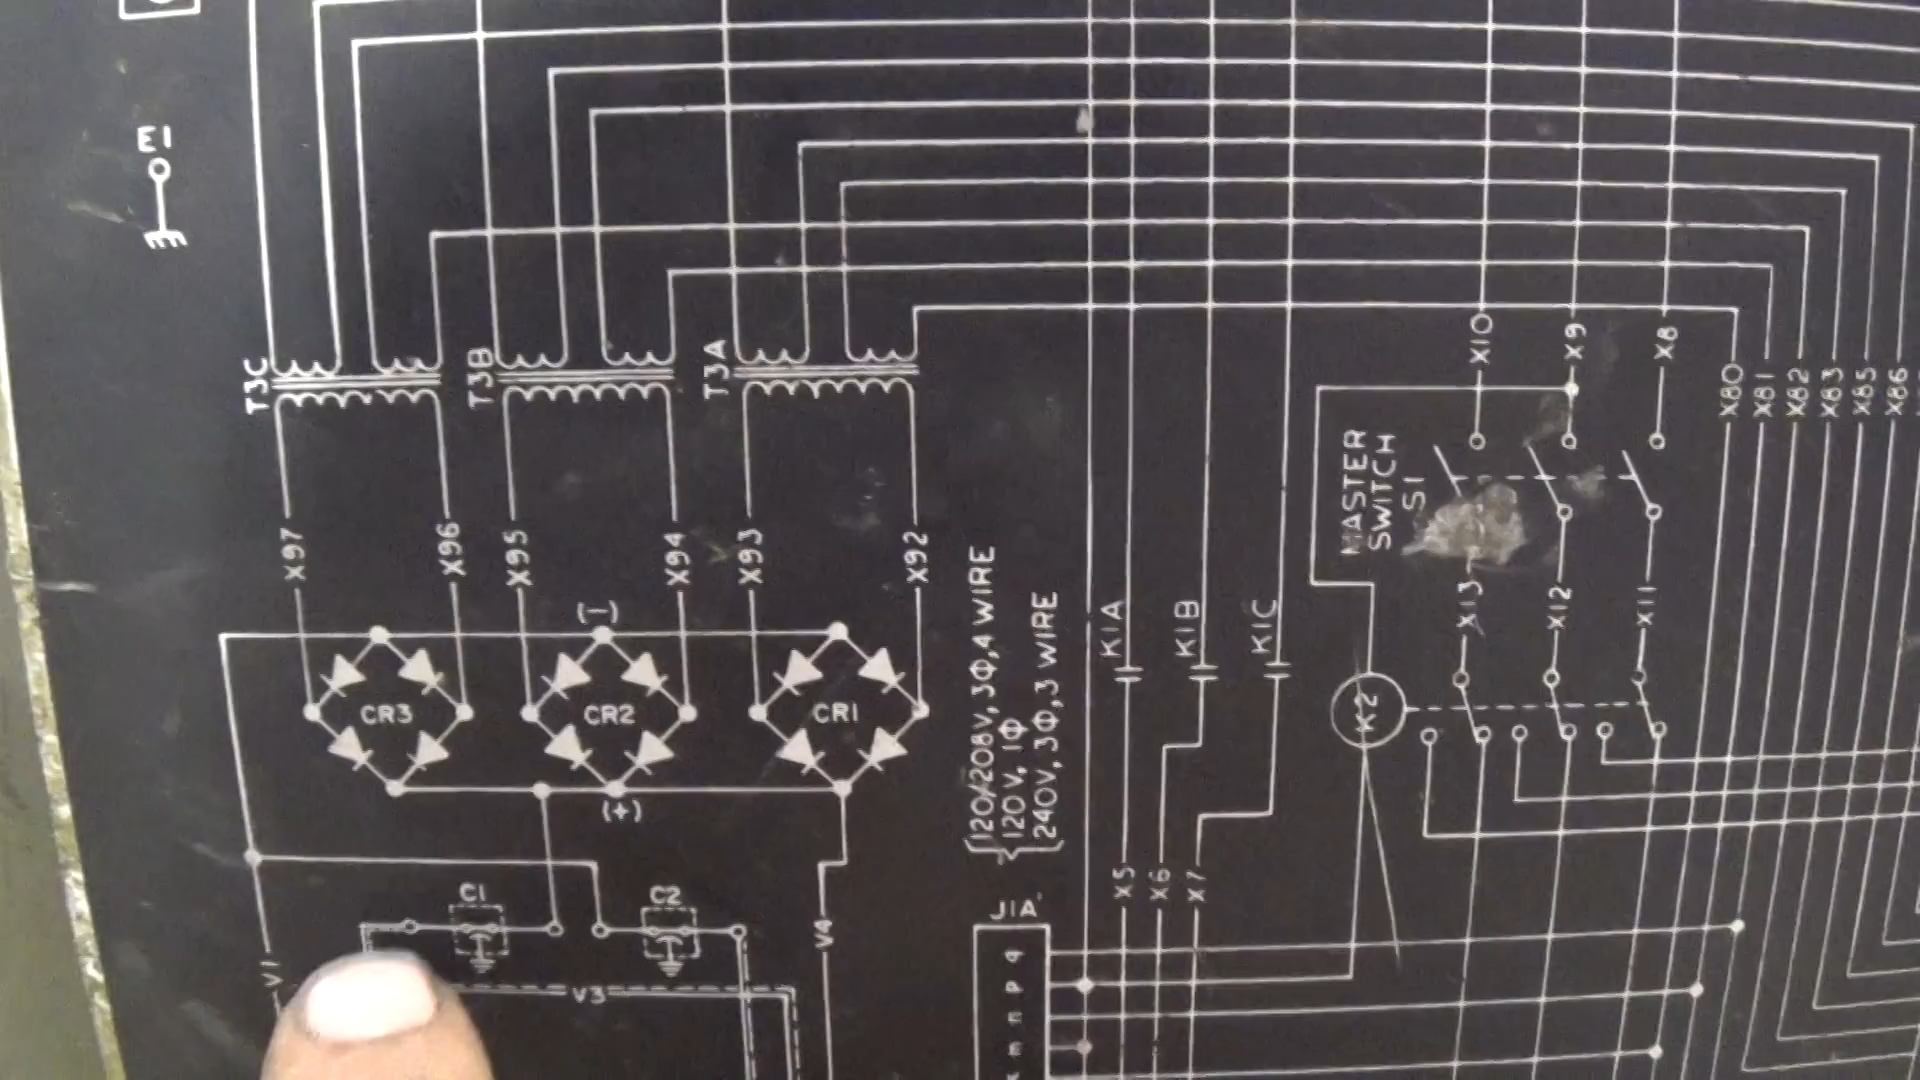 E1
T3C
T3B
T3A
X10
X9
X8
X80
X81
X82
X83
X85
X86
MASTER
SWITCH
S1
X97
X96
X95
X94
X93
X92
120/208V, 3Φ, 4 WIRE
120V, 1Φ
240V, 3Φ, 3 WIRE
K1A
K1B
K1C
X13
X12
X11
(-)
CR3
CR2
CR1
K2
(+)
C1
C2
X5
X6
X7
J1A
V1
V4
V3
q
p
n
m